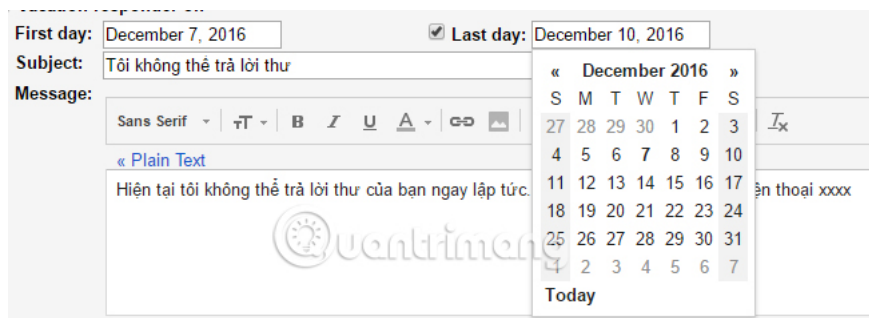 First day: December 7, 2016 Last day: December 10, 2016
Subject: Tôi không thể trả lời thư
Message:
« December 2016 »
S M T W T F S
Sans Serif TT B I U A Tx
27 28 29 30 1 2 3
« Plain Text
4 5 6 7 8 9 10
Hiện tại tôi không thể trả lời thư của bạn ngay lập tức. thoại xxxx
11 12 13 14 15 16 17
18 19 20 21 22 23 24
Quantrimang
25 26 27 28 29 30 31
1 2 3 4 5 6 7
Today